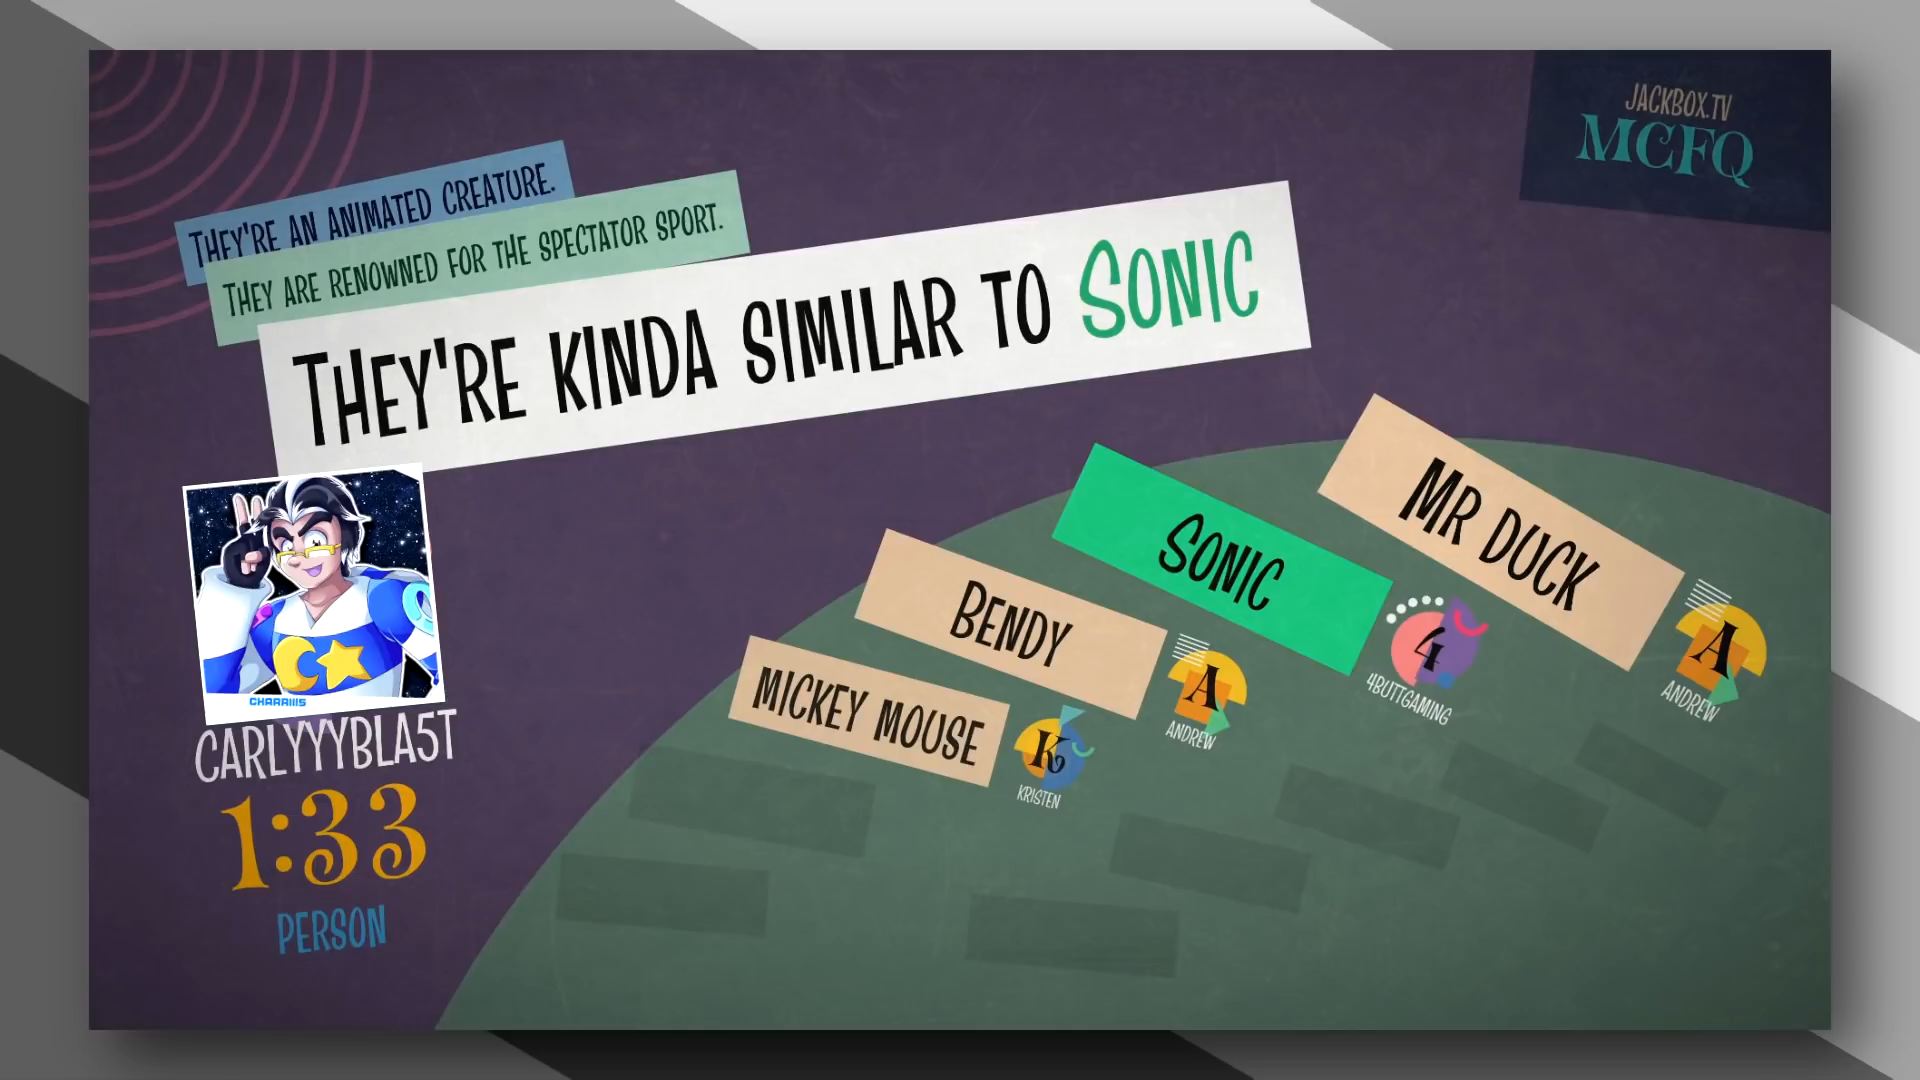 JACKBOX.TV
MCFQ
THEY'RE AN ANIMATED CREATURE.
THEY ARE RENOWNED FOR THE SPECTATOR SPORT.
THEY'RE KINDA SIMILAR TO SONIC
MR DUCK
ANDREW
SONIC
4
4BUTTGAMING
BENDY
A
ANDREW
MICKEY MOUSE
K
KRISTEN
A
CHARAIIIS
CARLYYYBLA5T
1:33
PERSON